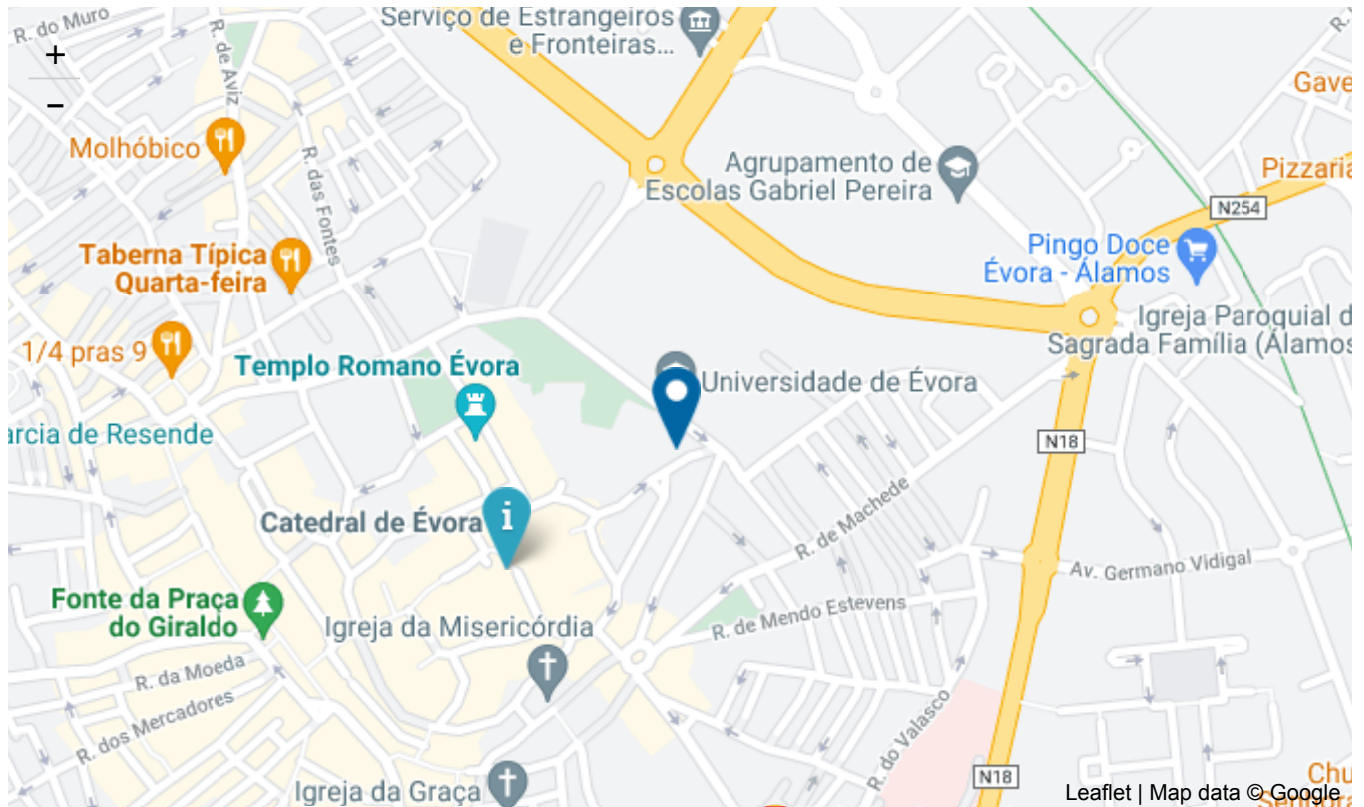 R. do Muro
+
−
R. de Aviz
Serviço de Estrangeiros
e Fronteiras...
Molhóbico
R. das Fontes
Agrupamento de
Escolas Gabriel Pereira
Gave
Pizzaria
N254
Taberna Típica
Quarta-feira
Pingo Doce
Évora - Álamos
Igreja Paroquial d
Sagrada Família (Álamos
1/4 pras 9
Templo Romano Évora
Universidade de Évora
arcia de Resende
N18
Catedral de Évora
i
R. de Machede
Av. Germano Vidigal
Fonte da Praça
do Giraldo
Igreja da Misericórdia
R. de Mendo Estevens
R. da Moeda
R. dos Mercadores
R. do Valasco
Igreja da Graça
N18
Chu
Leaflet | Map data © Google